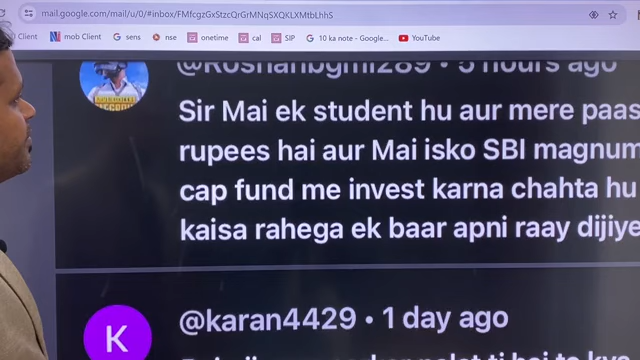 mail.google.com/mail/u/0/#inbox/FMfcgzGxStzcQrGrMNqSXQKLXMtbLhhS
Client
mob Client
sens
nse
onetime
cal
SIP
10 ka note - Google...
YouTube
5 hours ago
Sir Mai ek student hu aur mere paas
rupees hai aur Mai isko SBI magnum
cap fund me invest karna chahta hu
kaisa rahega ek baar apni raay dijiye
K
@karan4429 • 1 day ago